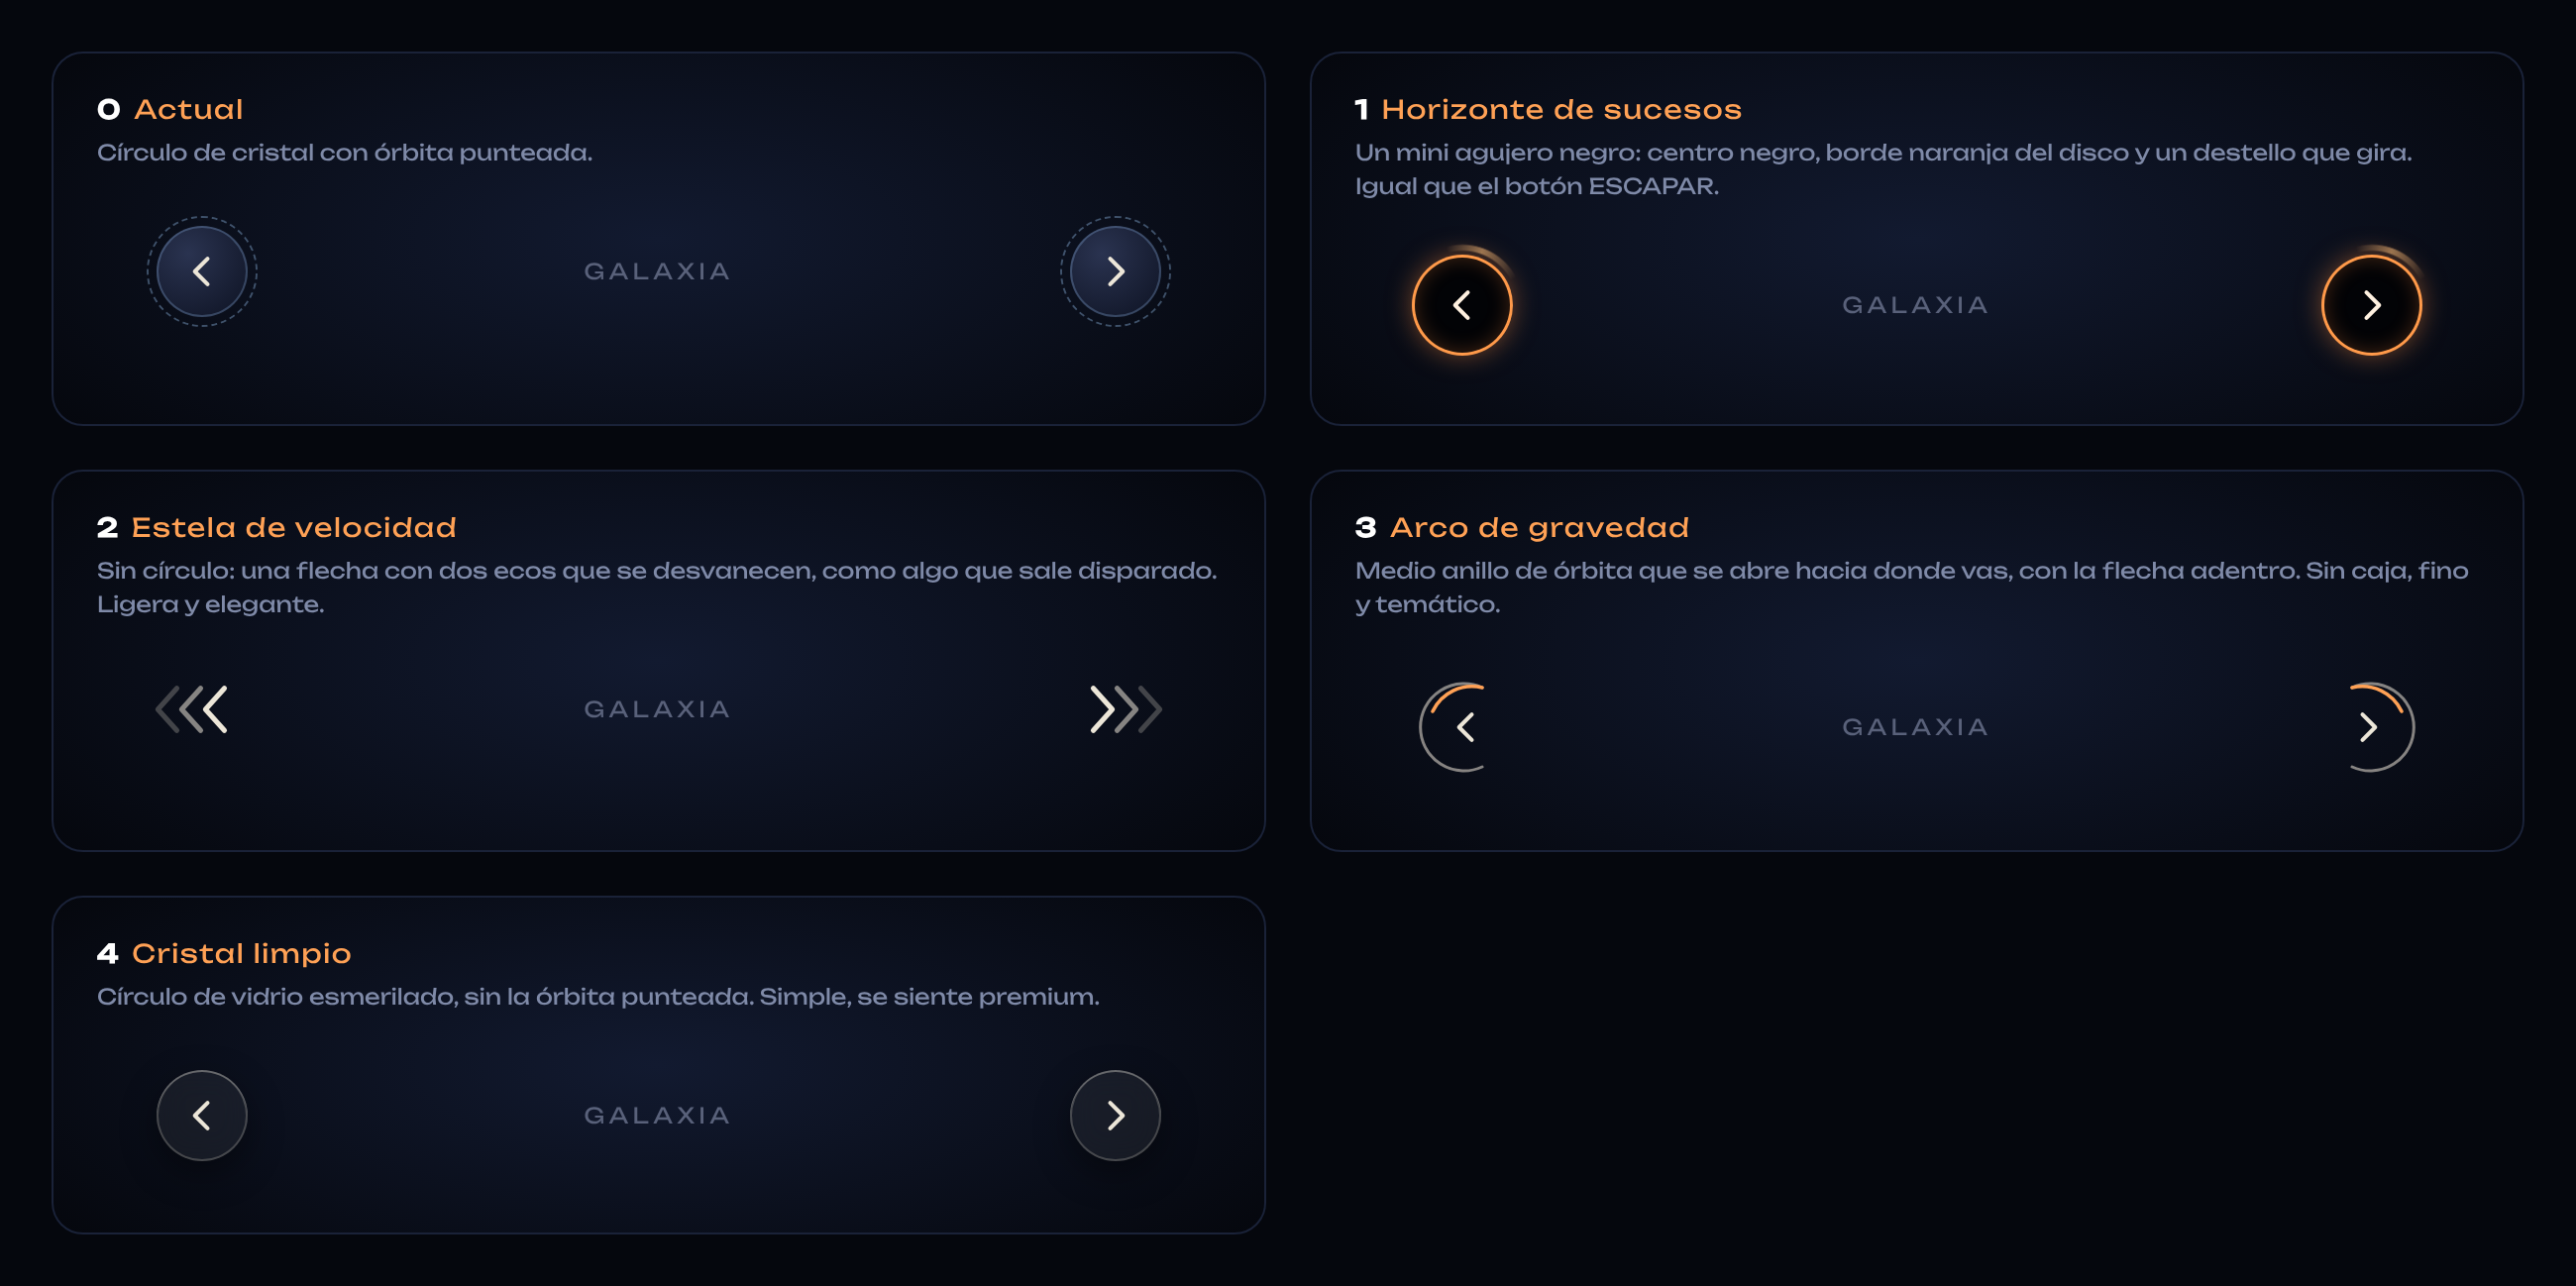 0 Actual
Círculo de cristal con órbita punteada.
GALAXIA
1 Horizonte de sucesos
Un mini agujero negro: centro negro, borde naranja del disco y un destello que gira.
Igual que el botón ESCAPAR.
GALAXIA
2 Estela de velocidad
Sin círculo: una flecha con dos ecos que se desvanecen, como algo que sale disparado.
Ligera y elegante.
GALAXIA
3 Arco de gravedad
Medio anillo de órbita que se abre hacia donde vas, con la flecha adentro. Sin caja, fino
y temático.
GALAXIA
4 Cristal limpio
Círculo de vidrio esmerilado, sin la órbita punteada. Simple, se siente premium.
GALAXIA